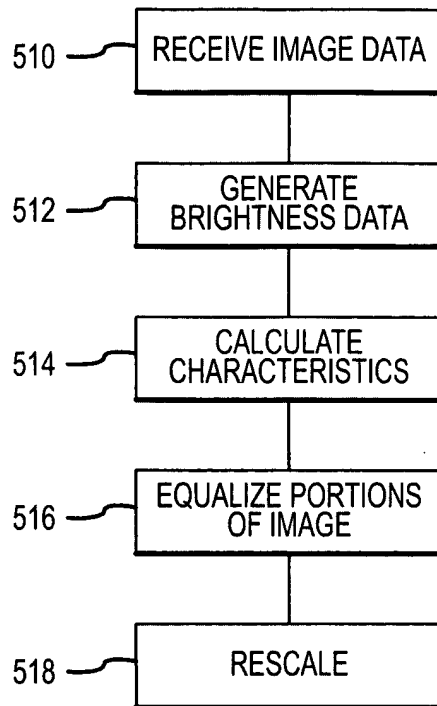 510 RECEIVE IMAGE DATA
512 GENERATE
BRIGHTNESS DATA
514 CALCULATE
CHARACTERISTICS
516 EQUALIZE PORTIONS
OF IMAGE
518 RESCALE